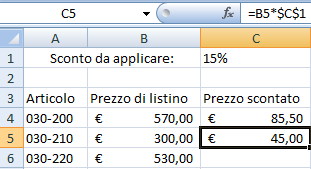 C5 fx =B5*$C$1
A B C
1 Sconto da applicare: 15%
2
3 Articolo Prezzo di listino Prezzo scontato
4 030-200 € 570,00 € 85,50
5 030-210 € 300,00 € 45,00
6 030-220 € 530,00